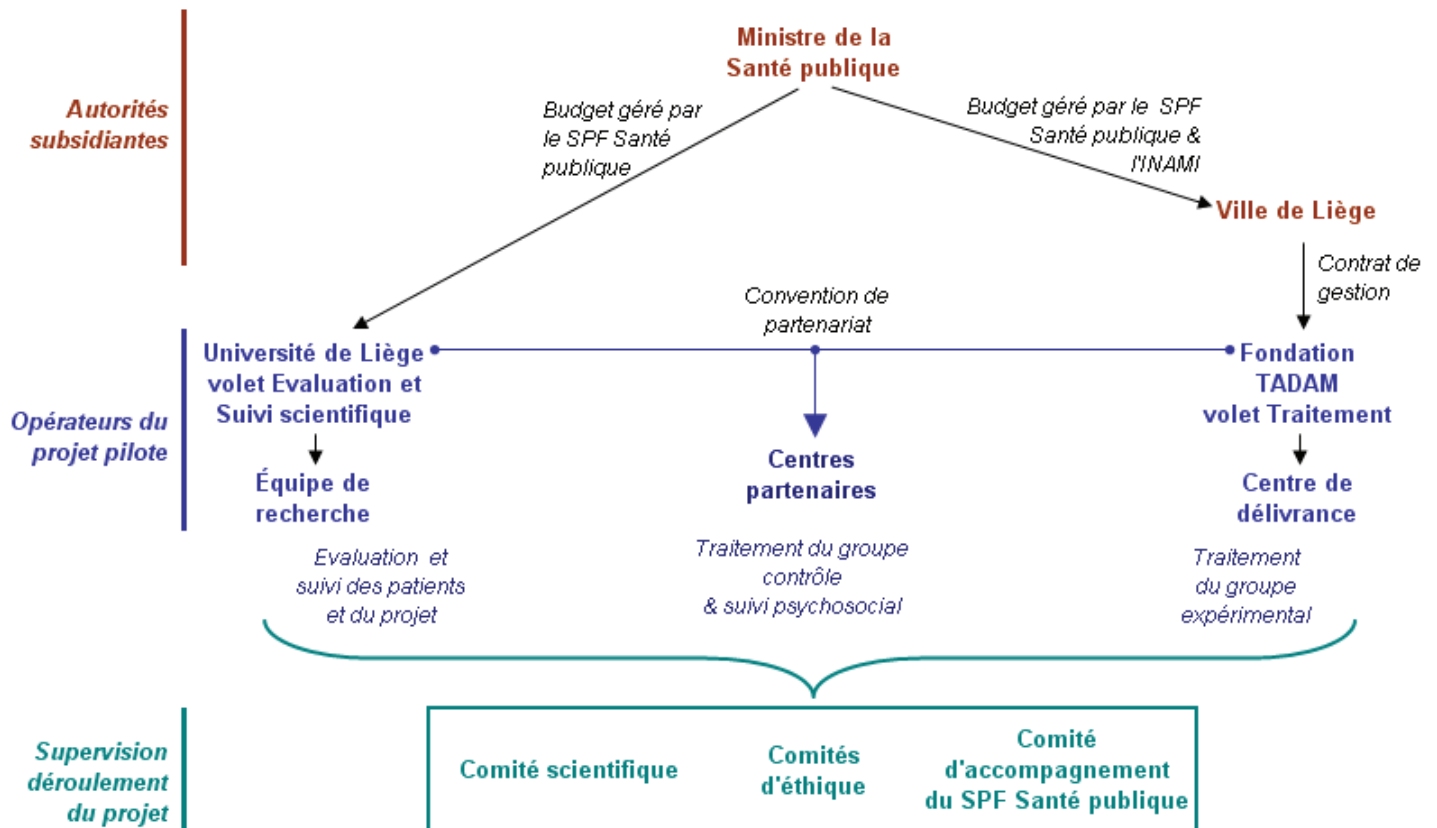 Ministre de la
Santé publique
Autorités
subsidiantes
Budget géré par
le SPF Santé
publique
Budget géré par le SPF
Santé publique &
l'INAMI
Ville de Liège
Contrat de
gestion
Convention de
partenariat
Opérateurs du
projet pilote
Université de Liège
volet Evaluation et
Suivi scientifique
Fondation
TADAM
volet Traitement
Équipe de
recherche
Centres
partenaires
Centre de
délivrance
Evaluation et
suivi des patients
et du projet
Traitement du groupe
contrôle
& suivi psychosocial
Traitement
du groupe
expérimental
Supervision
déroulement
du projet
Comité scientifique
Comités
d'éthique
Comité
d'accompagnement
du SPF Santé publique